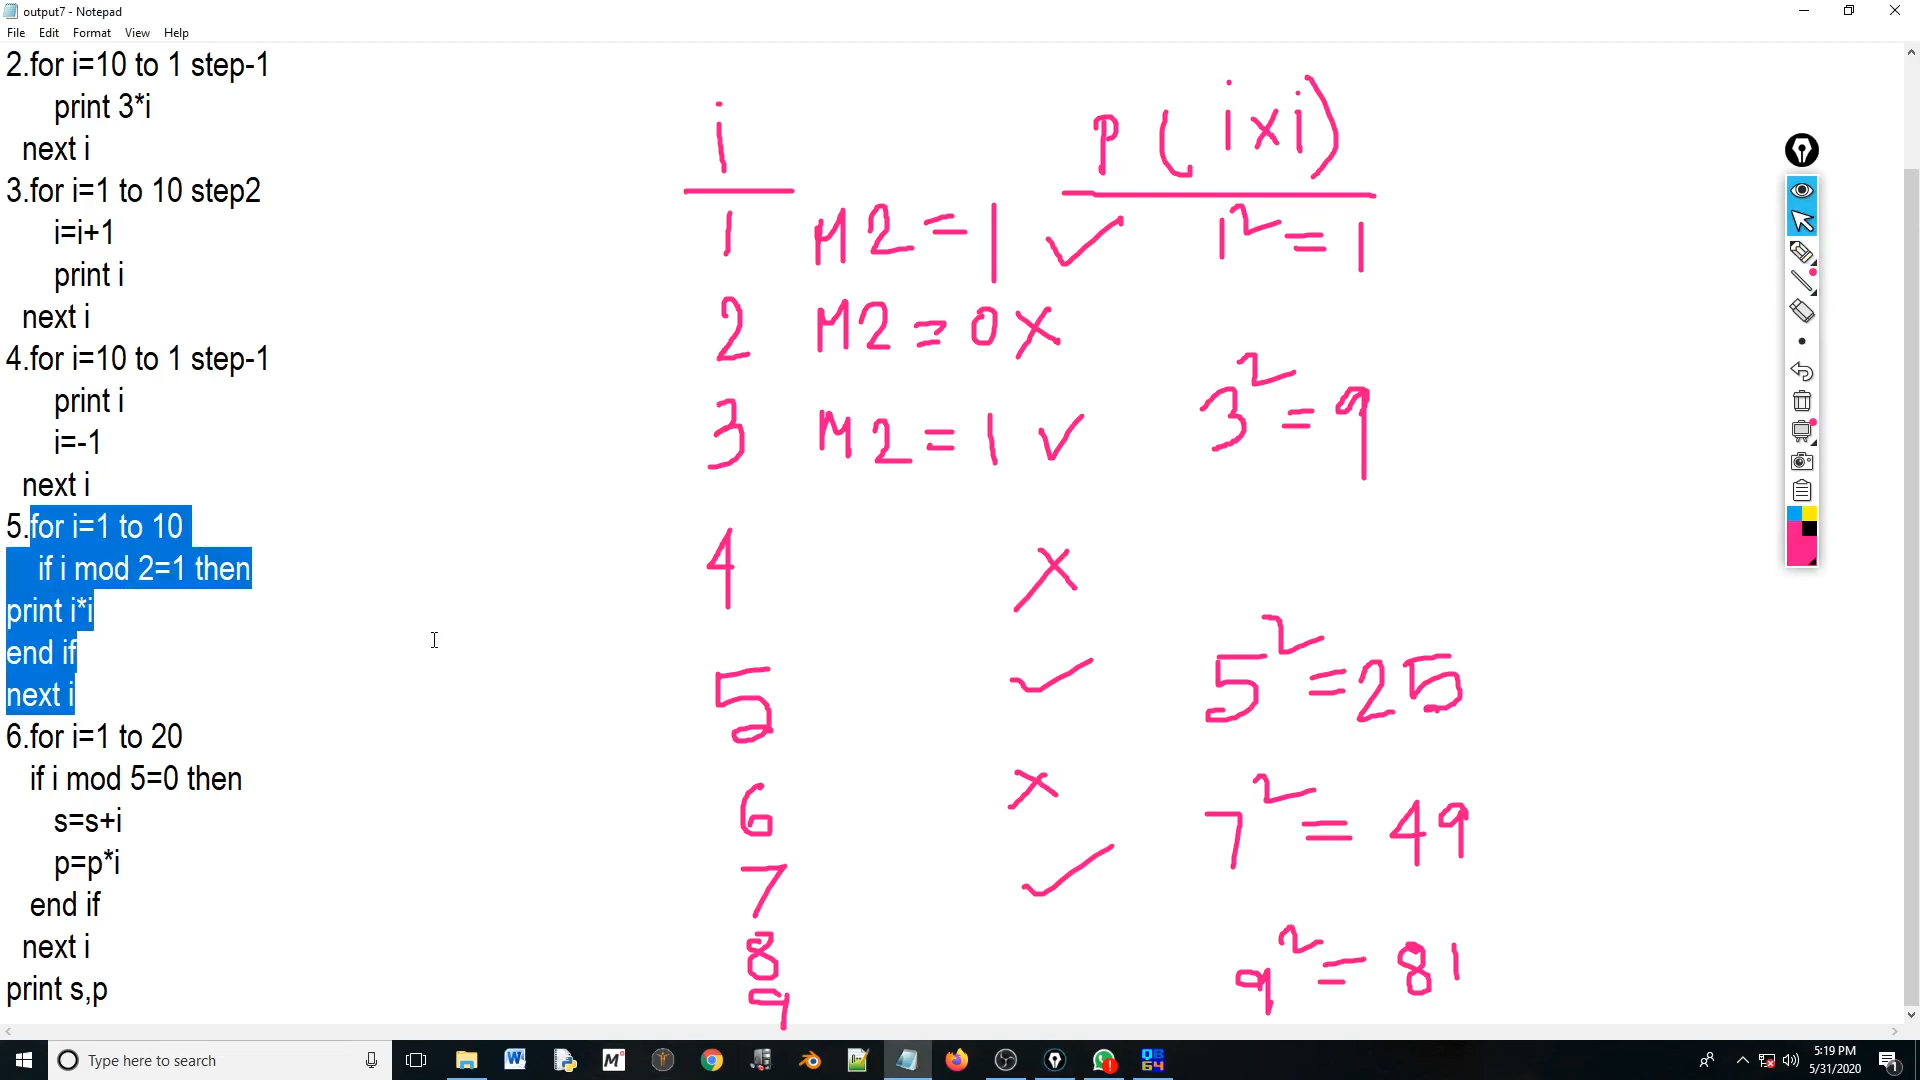 output7 - Notepad
File Edit Format View Help
2.for i=10 to 1 step-1
print 3*i
next i
3.for i=1 to 10 step2
i=i+1
print i
next i
4.for i=10 to 1 step-1
print i
i=-1
next i
5.for i=1 to 10
if i mod 2=1 then
print i*i
end if
next i
6.for i=1 to 20
if i mod 5=0 then
s=s+i
p=p*i
end if
next i
print s,p
i P ( i x i )
1 M2 = 1 ✓ 1² = 1
2 M2 = 0 x
3 M2 = 1 ✓ 3² = 9
4 x
5 ✓ 5² = 25
6 x
7 ✓ 7² = 49
8
9 9² = 81
Type here to search
QB
64
5:19 PM
5/31/2020
1